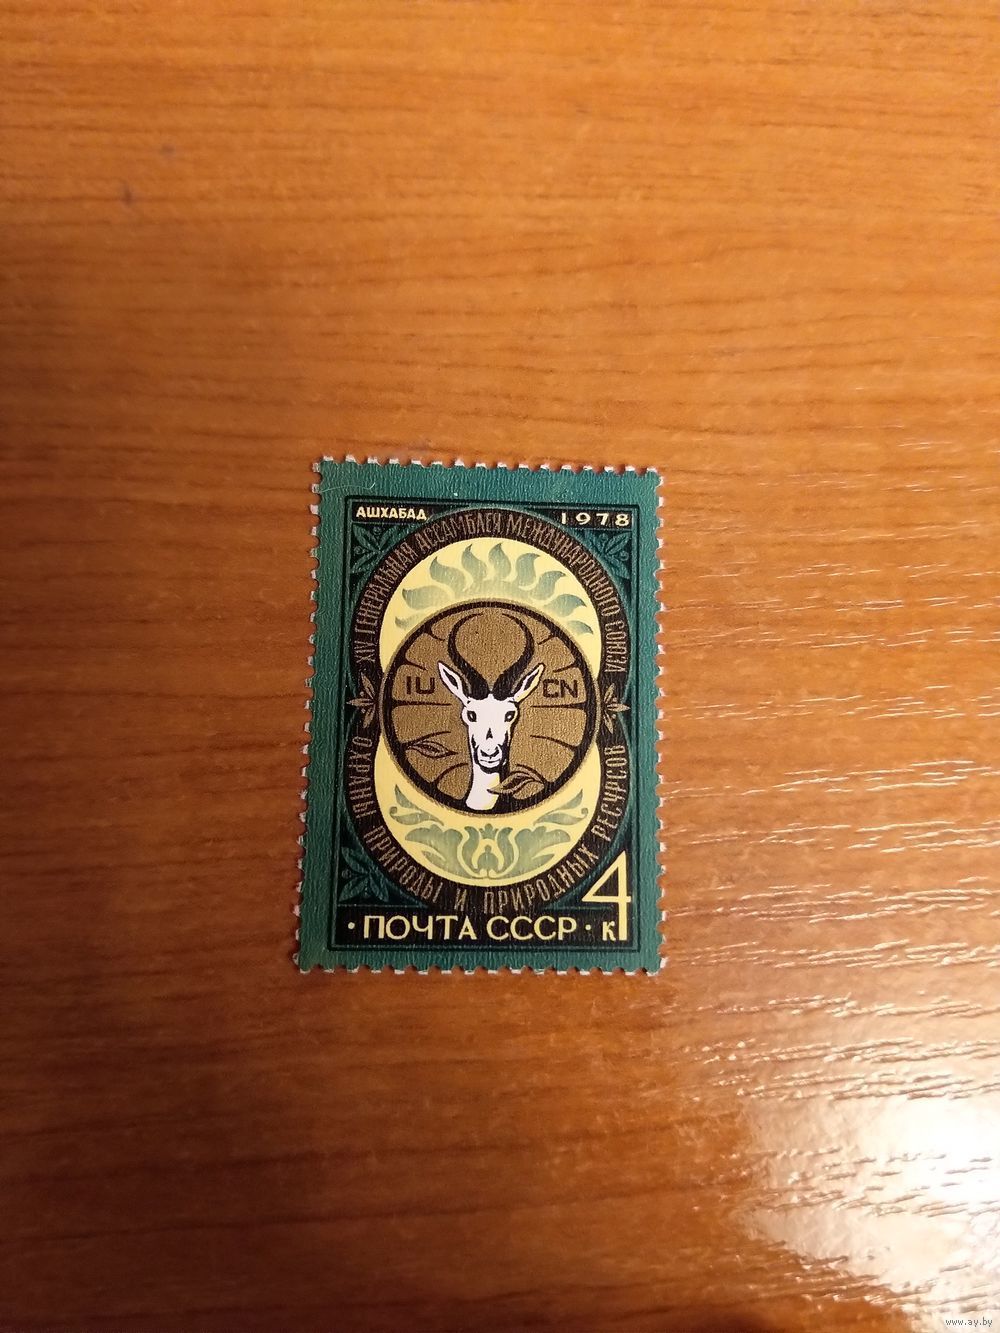 АШХАБАД
1978
XIV ГЕНЕРАЛЬНАЯ АССАМБЛЕЯ МЕЖДУНАРОДНОГО СОЮЗА
ОХРАНЫ ПРИРОДЫ И ПРИРОДНЫХ РЕСУРСОВ
IU CN
4 К
· ПОЧТА СССР ·
www.ay.by